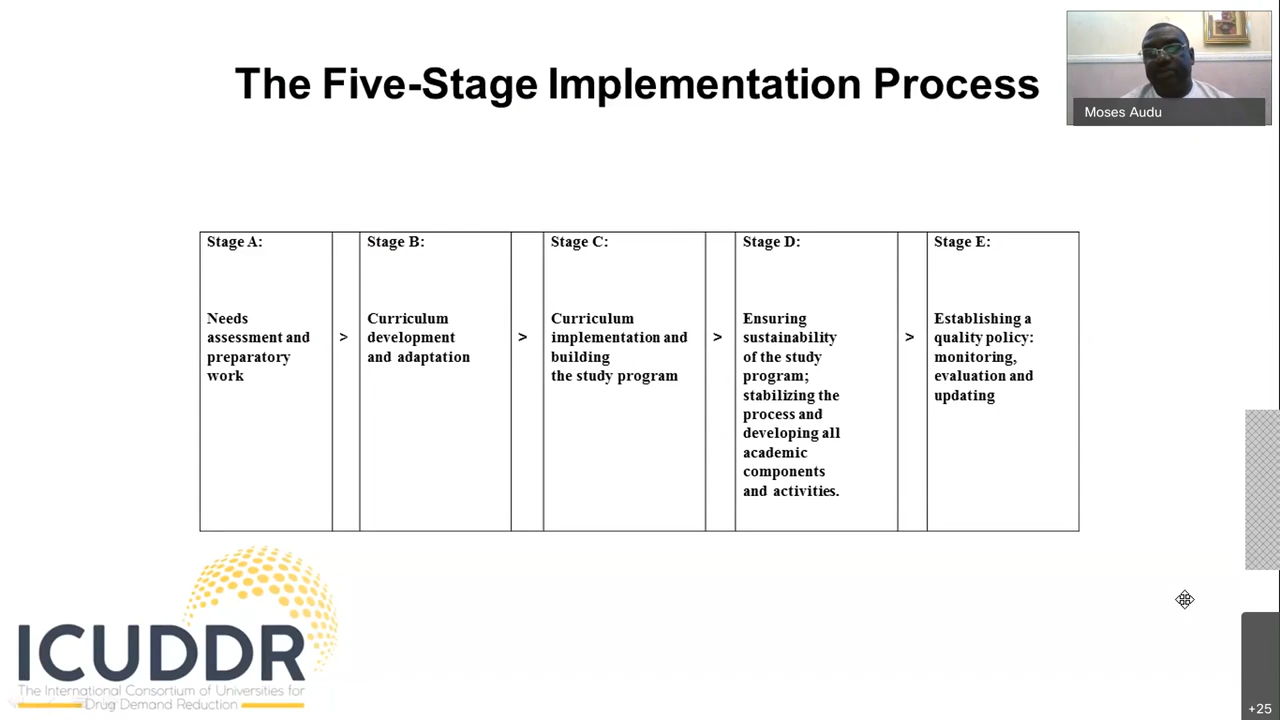 The Five-Stage Implementation Process
Moses Audu
Stage A:
Needs
assessment and
preparatory
work
>
Stage B:
Curriculum
development
and adaptation
>
Stage C:
Curriculum
implementation and
building
the study program
>
Stage D:
Ensuring
sustainability
of the study
program;
stabilizing the
process and
developing all
academic
components
and activities.
>
Stage E:
Establishing a
quality policy:
monitoring,
evaluation and
updating
ICUDDR
The International Consortium of Universities for
Drug Demand Reduction
+25